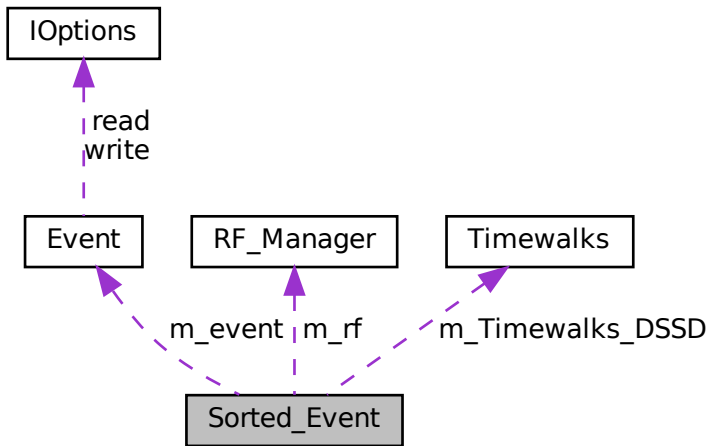 IOptions
read
write
Event
RF_Manager
Timewalks
m_event
m_rf
m_Timewalks_DSSD
Sorted_Event